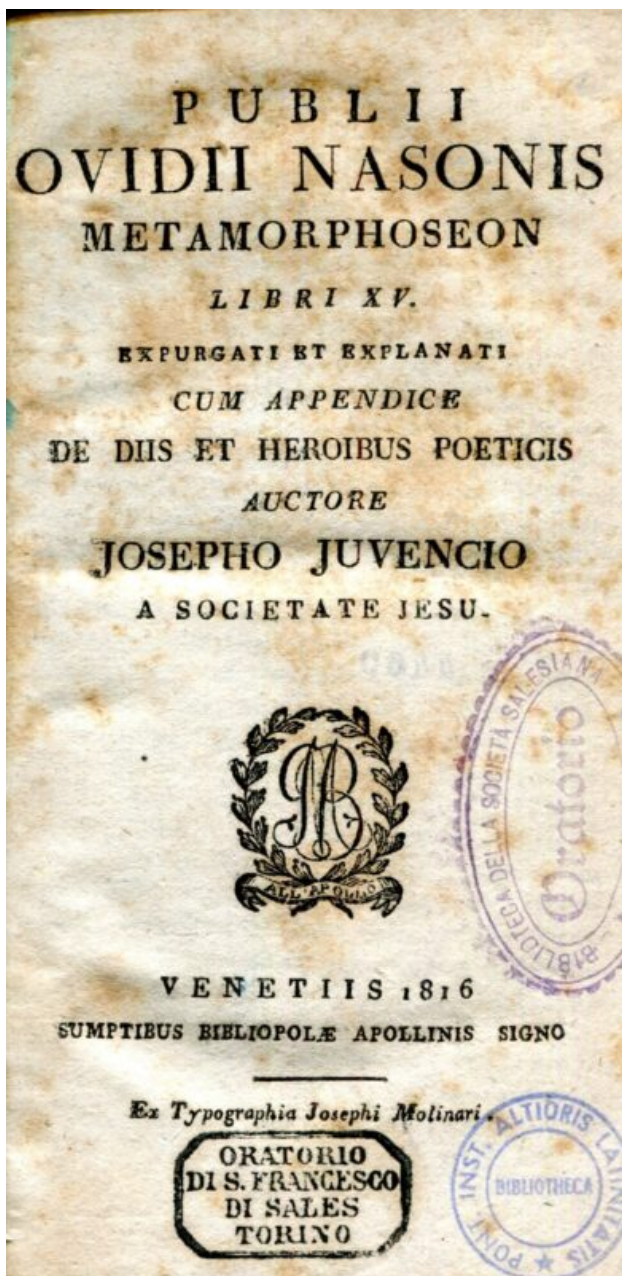 PUBLII
OVIDII NASONIS
METAMORPHOSEON
LIBRI XV.
EXPURGATI ET EXPLANATI
CUM APPENDICE
DE DIIS ET HEROIBUS POETICIS
AUCTORE
JOSEPHO JUVENCIO
A SOCIETATE JESU.
ALL'APOLLO
BIBLIOTECA DELLA SOCIETÀ SALESIANA
Oratorio
VENETIIS 1816
SUMPTIBUS BIBLIOPOLÆ APOLLINIS SIGNO
Ex Typographia Josephi Molinari.
ORATORIO
DI S. FRANCESCO
DI SALES
TORINO
PONT. INST. ALTIORIS LATINITATIS
BIBLIOTHECA